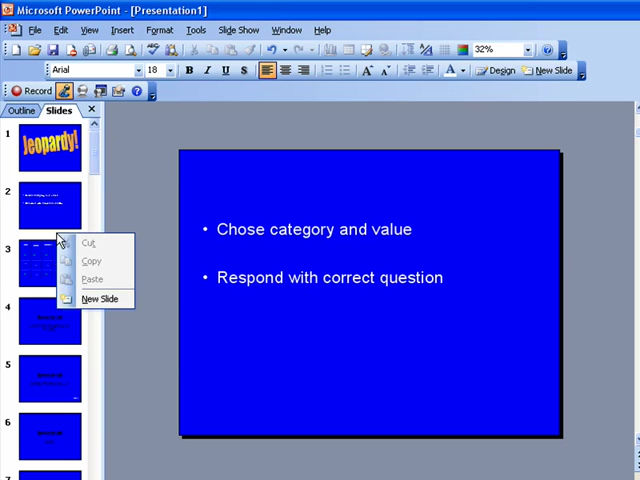 Microsoft PowerPoint - [Presentation1]
File Edit View Insert Format Tools Slide Show Window Help
32%
Arial 18 B I U S A A A Design New Slide
Record
Outline Slides
1 Jeopardy!
2
3
4
5
6
7
Cut
Copy
Paste
New Slide
• Chose category and value
• Respond with correct question